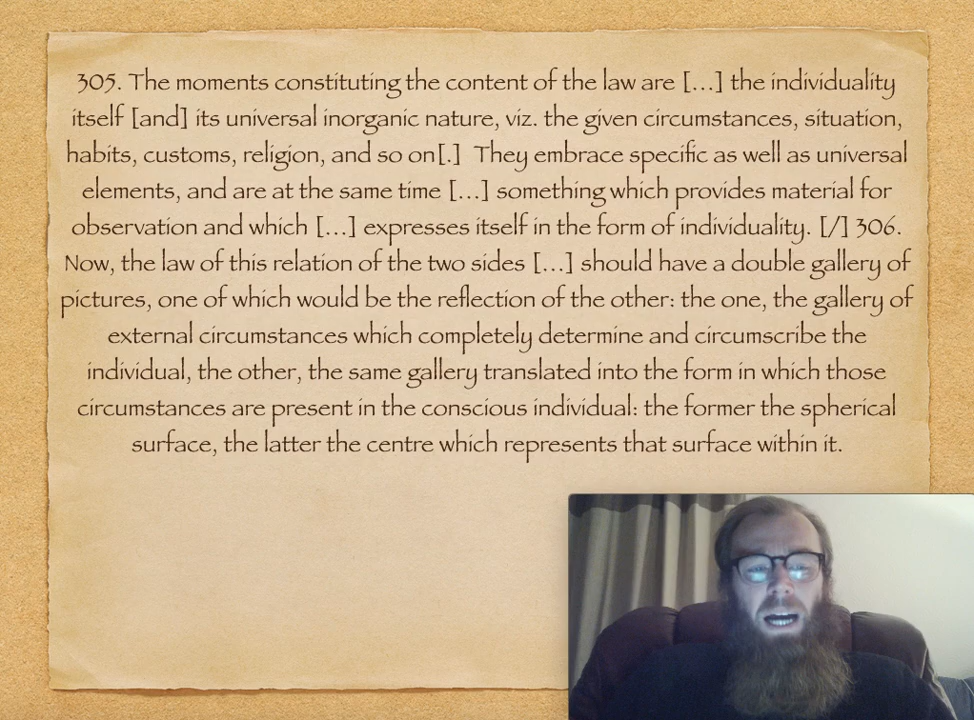 305. The moments constituting the content of the law are [...] the individuality
itself [and] its universal inorganic nature, viz. the given circumstances, situation,
habits, customs, religion, and so on[.]  They embrace specific as well as universal
elements, and are at the same time [...] something which provides material for
observation and which [...] expresses itself in the form of individuality. [/] 306.
Now, the law of this relation of the two sides [...] should have a double gallery of
pictures, one of which would be the reflection of the other: the one, the gallery of
external circumstances which completely determine and circumscribe the
individual, the other, the same gallery translated into the form in which those
circumstances are present in the conscious individual: the former the spherical
surface, the latter the centre which represents that surface within it.